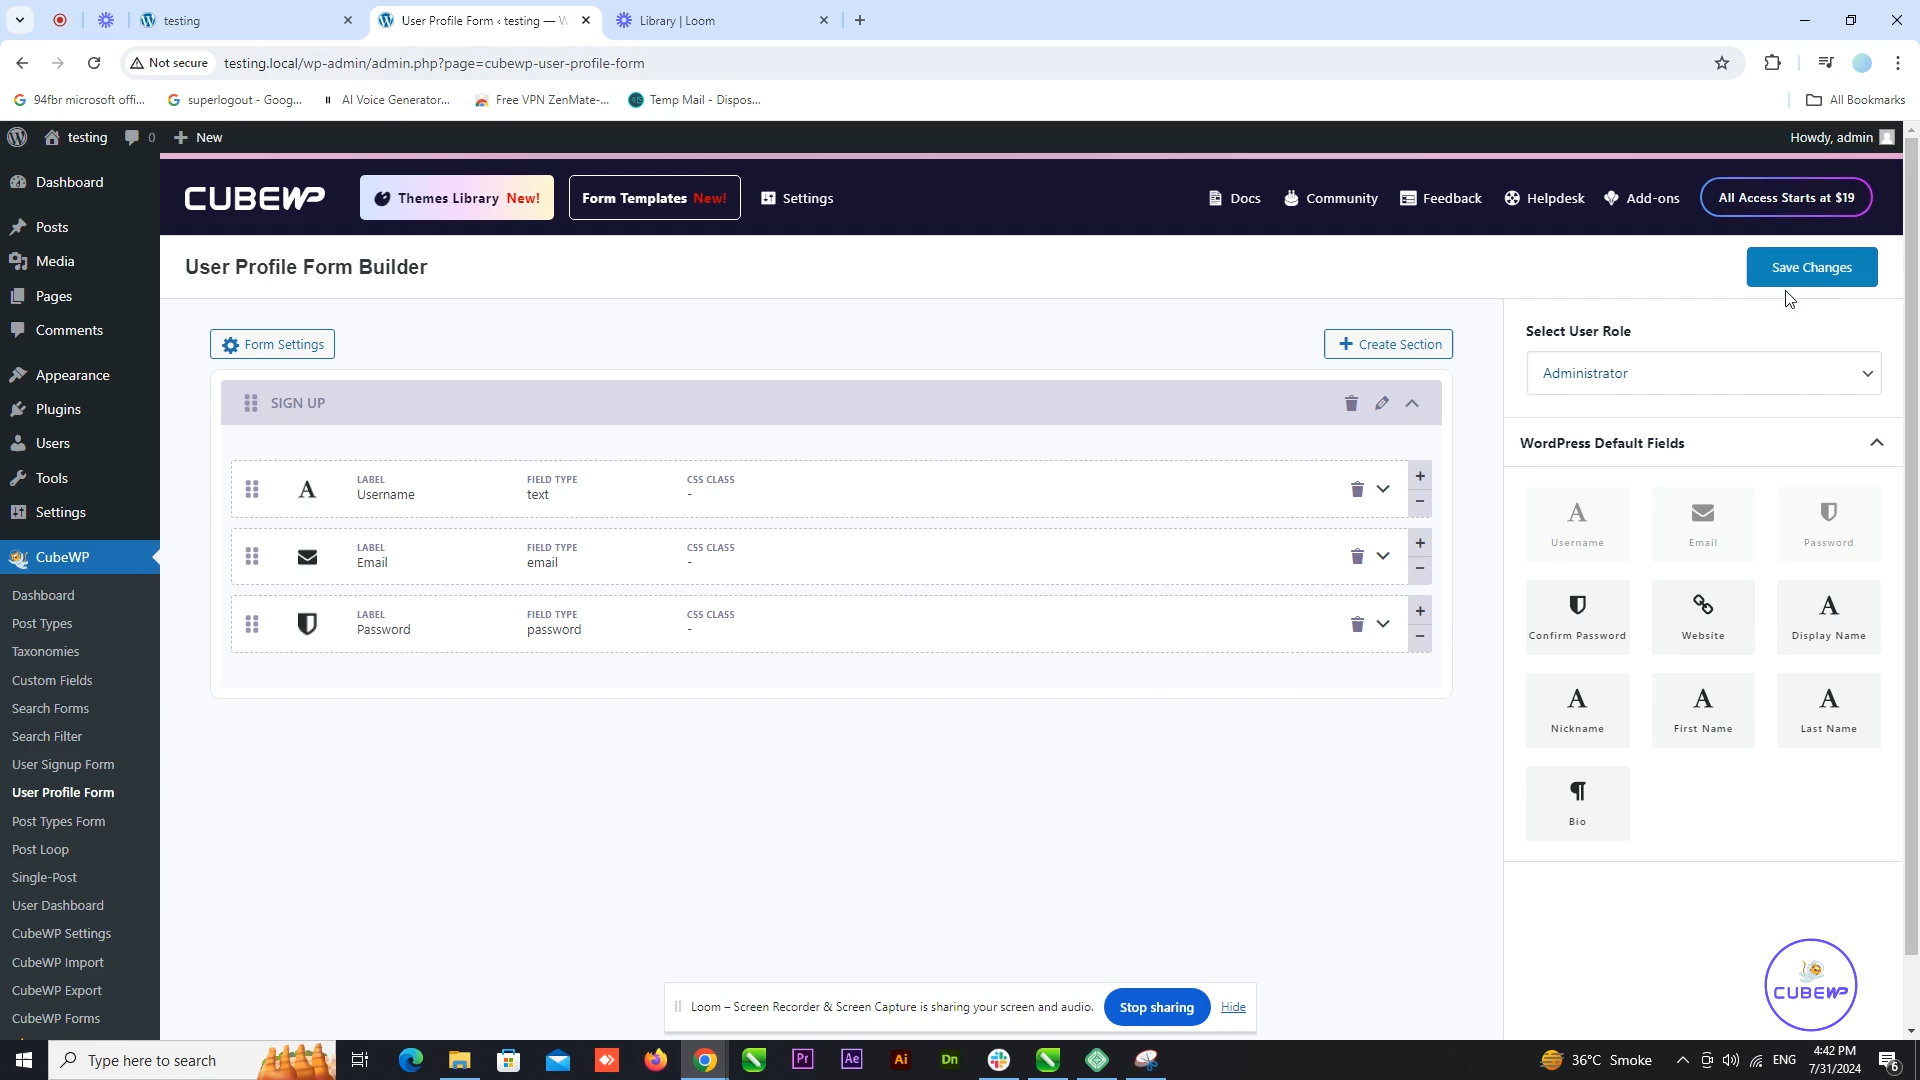 testing
User Profile Form ‹ testing — W
Library | Loom
Not secure
testing.local/wp-admin/admin.php?page=cubewp-user-profile-form
94fbr microsoft offi...
superlogout - Goog...
AI Voice Generator...
Free VPN ZenMate-...
Temp Mail - Dispos...
All Bookmarks
testing
0
New
Howdy, admin
CUBEWP
Themes Library New!
Form Templates New!
Settings
Docs
Community
Feedback
Helpdesk
Add-ons
All Access Starts at $19
Dashboard
Posts
Media
Pages
Comments
Appearance
Plugins
Users
Tools
Settings
CubeWP
Dashboard
Post Types
Taxonomies
Custom Fields
Search Forms
Search Filter
User Signup Form
User Profile Form
Post Types Form
Post Loop
Single-Post
User Dashboard
CubeWP Settings
CubeWP Import
CubeWP Export
CubeWP Forms
User Profile Form Builder
Save Changes
Form Settings
Create Section
SIGN UP
LABEL FIELD TYPE CSS CLASS
Username text -
LABEL FIELD TYPE CSS CLASS
Email email -
LABEL FIELD TYPE CSS CLASS
Password password -
Select User Role
Administrator
WordPress Default Fields
Username Email Password
Confirm Password Website Display Name
Nickname First Name Last Name
Bio
CUBEWP
Loom – Screen Recorder & Screen Capture is sharing your screen and audio.
Stop sharing
Hide
Type here to search
Pr
Ae
Ai
Dn
36°C Smoke
ENG
4:42 PM
7/31/2024
6